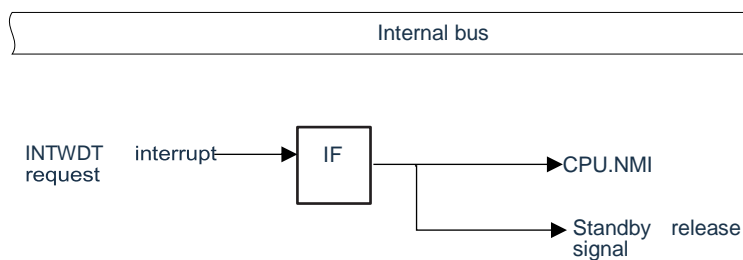 Internal bus
INTWDT interrupt
request
IF
CPU.NMI
Standby release
signal